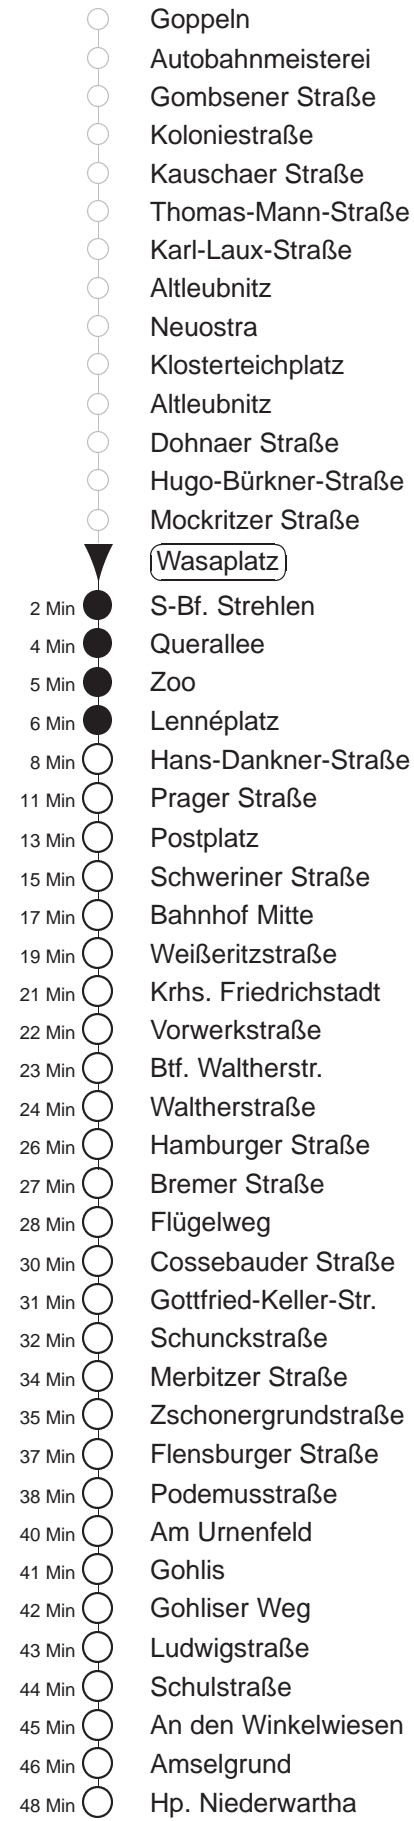 Goppeln
Autobahnmeisterei
Gombsener Straße
Koloniestraße
Kauschaer Straße
Thomas-Mann-Straße
Karl-Laux-Straße
Altleubnitz
Neuostra
Klosterteichplatz
Altleubnitz
Dohnaer Straße
Hugo-Bürkner-Straße
Mockritzer Straße
Wasaplatz
2 Min S-Bf. Strehlen
4 Min Querallee
5 Min Zoo
6 Min Lennéplatz
8 Min Hans-Dankner-Straße
11 Min Prager Straße
13 Min Postplatz
15 Min Schweriner Straße
17 Min Bahnhof Mitte
19 Min Weißeritzstraße
21 Min Krhs. Friedrichstadt
22 Min Vorwerkstraße
23 Min Btf. Waltherstr.
24 Min Waltherstraße
26 Min Hamburger Straße
27 Min Bremer Straße
28 Min Flügelweg
30 Min Cossebauder Straße
31 Min Gottfried-Keller-Str.
32 Min Schunckstraße
34 Min Merbitzer Straße
35 Min Zschonergrundstraße
37 Min Flensburger Straße
38 Min Podemusstraße
40 Min Am Urnenfeld
41 Min Gohlis
42 Min Gohliser Weg
43 Min Ludwigstraße
44 Min Schulstraße
45 Min An den Winkelwiesen
46 Min Amselgrund
48 Min Hp. Niederwartha